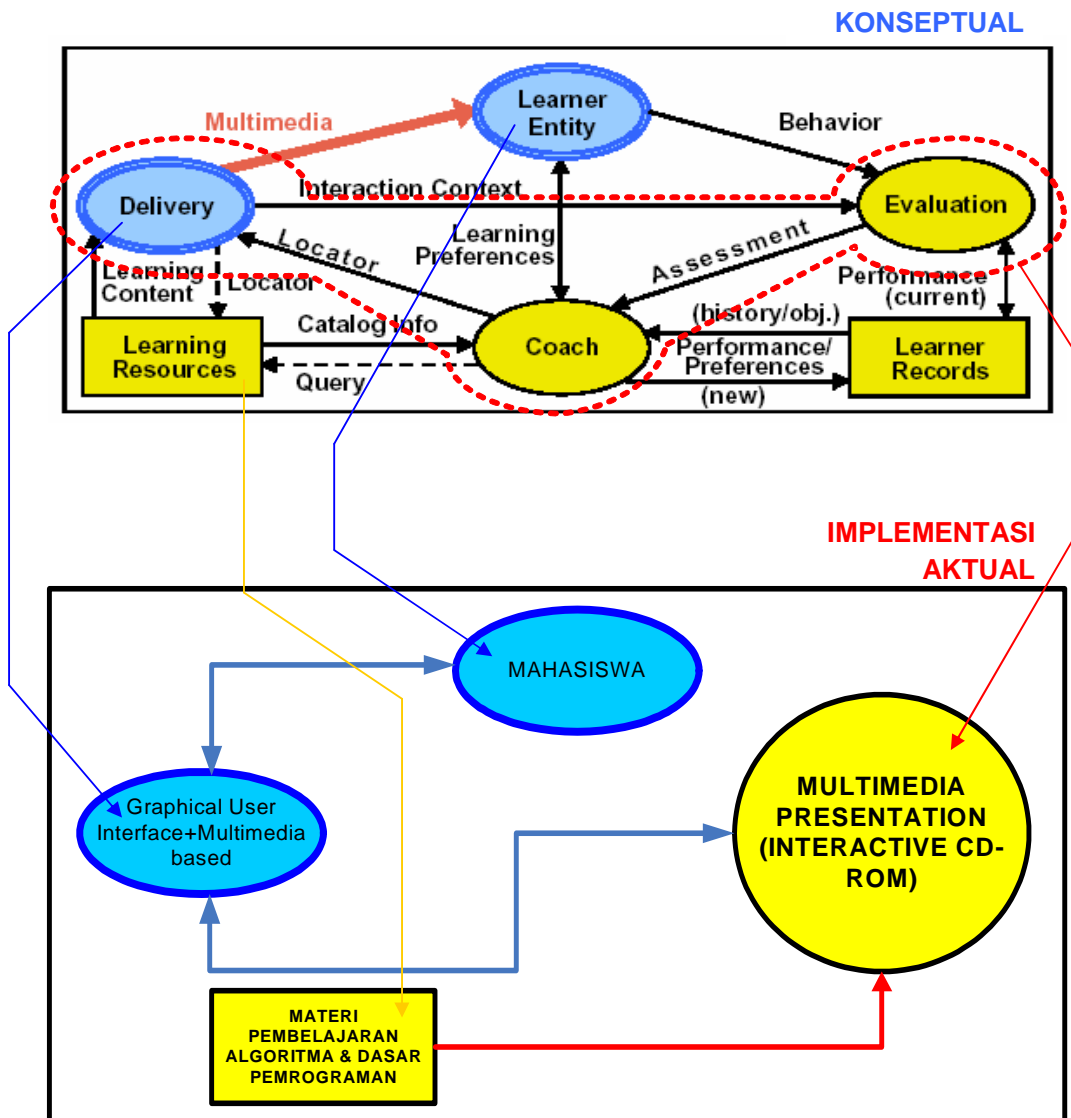 KONSEPTUAL
Learner
Entity
Multimedia
Behavior
Interaction Context
Delivery
Evaluation
Locator
Learning
Preferences
Assessment
Learning
Content
Locator
Performance
(current)
Catalog Info
(history/obj.)
Learning
Resources
Coach
Performance/
Preferences
Learner
Records
Query
(new)
IMPLEMENTASI
AKTUAL
MAHASISWA
Graphical User
Interface+Multimedia
based
MULTIMEDIA
PRESENTATION
(INTERACTIVE CD-
ROM)
MATERI
PEMBELAJARAN
ALGORITMA & DASAR
PEMROGRAMAN